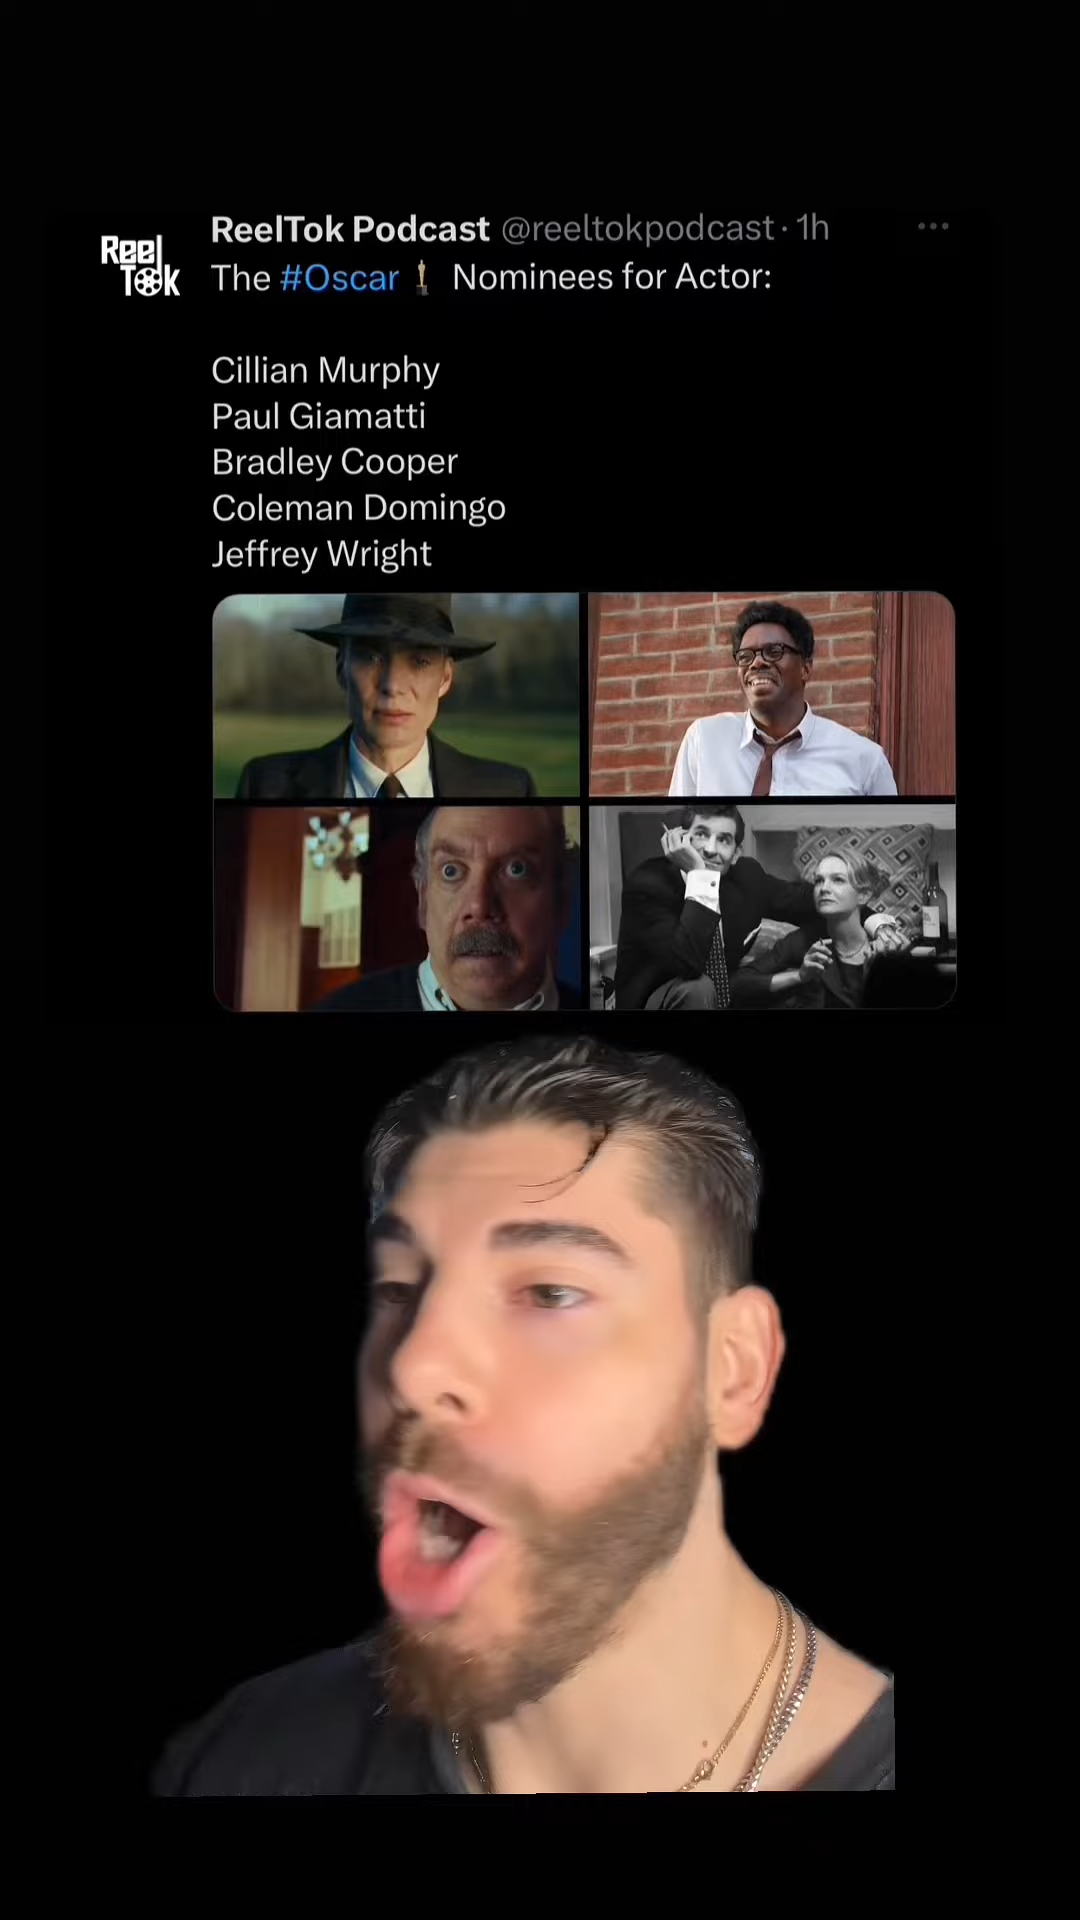 Reel
Tok
ReelTok Podcast @reeltokpodcast · 1h
The #Oscar Nominees for Actor:
Cillian Murphy
Paul Giamatti
Bradley Cooper
Coleman Domingo
Jeffrey Wright